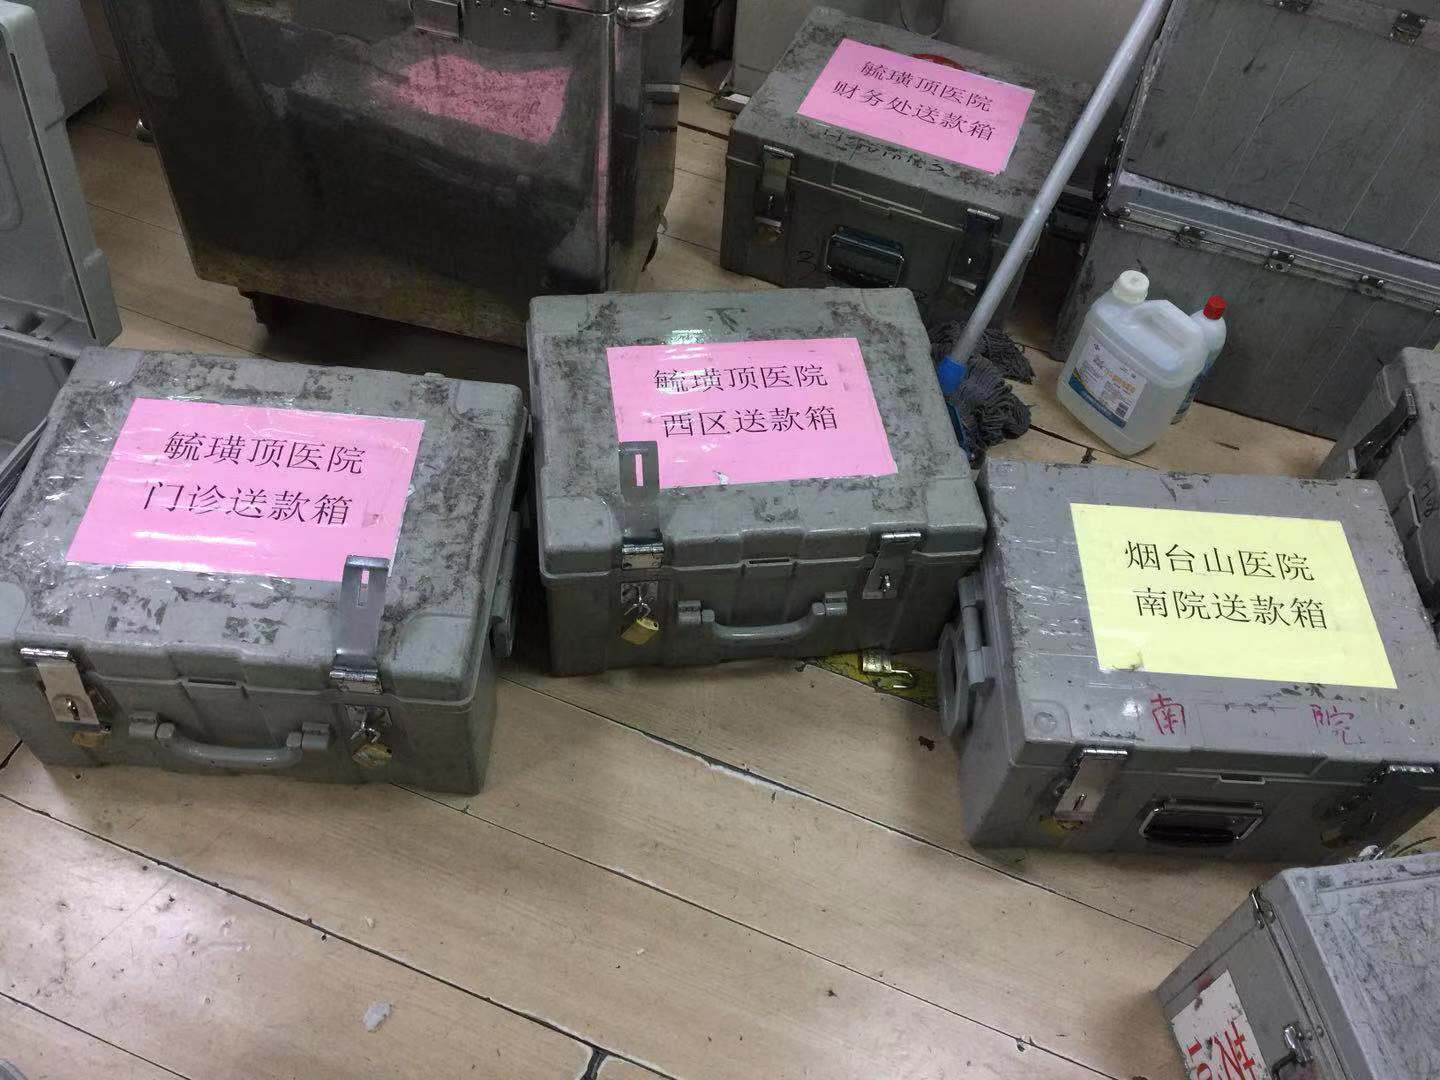 毓璜顶医院
财务处送款箱
毓璜顶医院
西区送款箱
毓璜顶医院
门诊送款箱
烟台山医院
南院送款箱
南 院